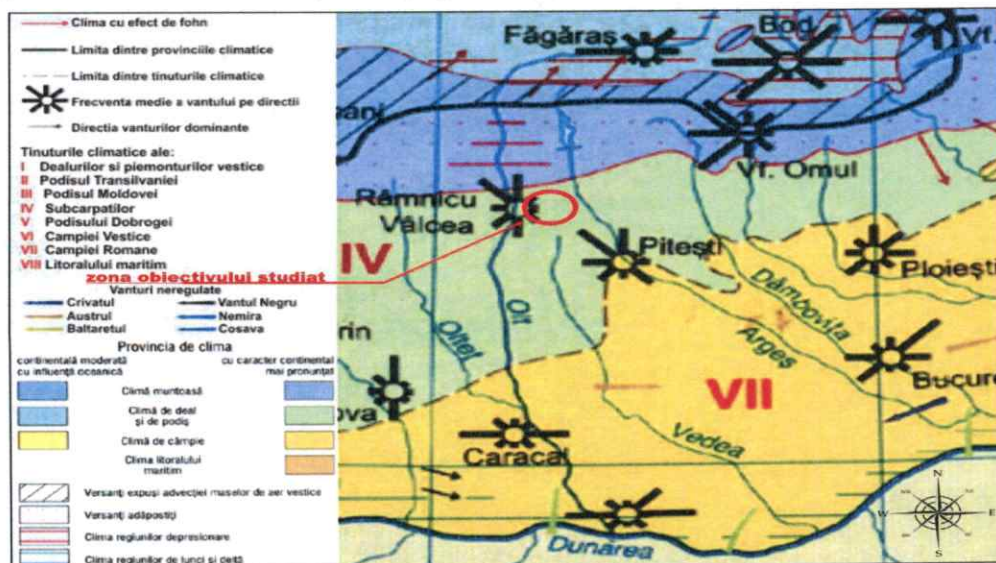 Clima cu efect de fohn
Limita dintre provinciile climatice
Limita dintre tinuturile climatice
Frecventa medie a vantului pe directii
Directia vanturilor dominante
Tinuturile climatice ale:
I Dealurilor si piemonturilor vestice
II Podisul Transilvaniei
III Podisul Moldovei
IV Subcarpatilor
V Podisului Dobrogei
VI Campiei Vestice
VII Campiei Romane
VIII Litoralului maritim
zona obiectivului studiat
Vanturi neregulate
Crivatul
Vantul Negru
Austrul
Nemira
Baltaretul
Cosava
Provincia de clima
continentală moderată
cu influență oceanică
cu caracter continental
mai pronunțat
Climă muntoasă
Climă de deal
și de podiș
Climă de câmpie
Clima litoralului
maritim
Versanți expuși advecției maselor de aer vestice
Versanți adăpostiți
Clima regiunilor depresionare
Clima regiunilor de lunci și deltă
Făgăraș
Bod
Vf.
Vf. Omul
Râmnicu
Vâlcea
IV
Pitești
Ploiești
Dâmbovița
Olt
Olteț
Argeș
rin
ova
București
VII
Vedea
Caracal
Dunărea
N
W
E
S